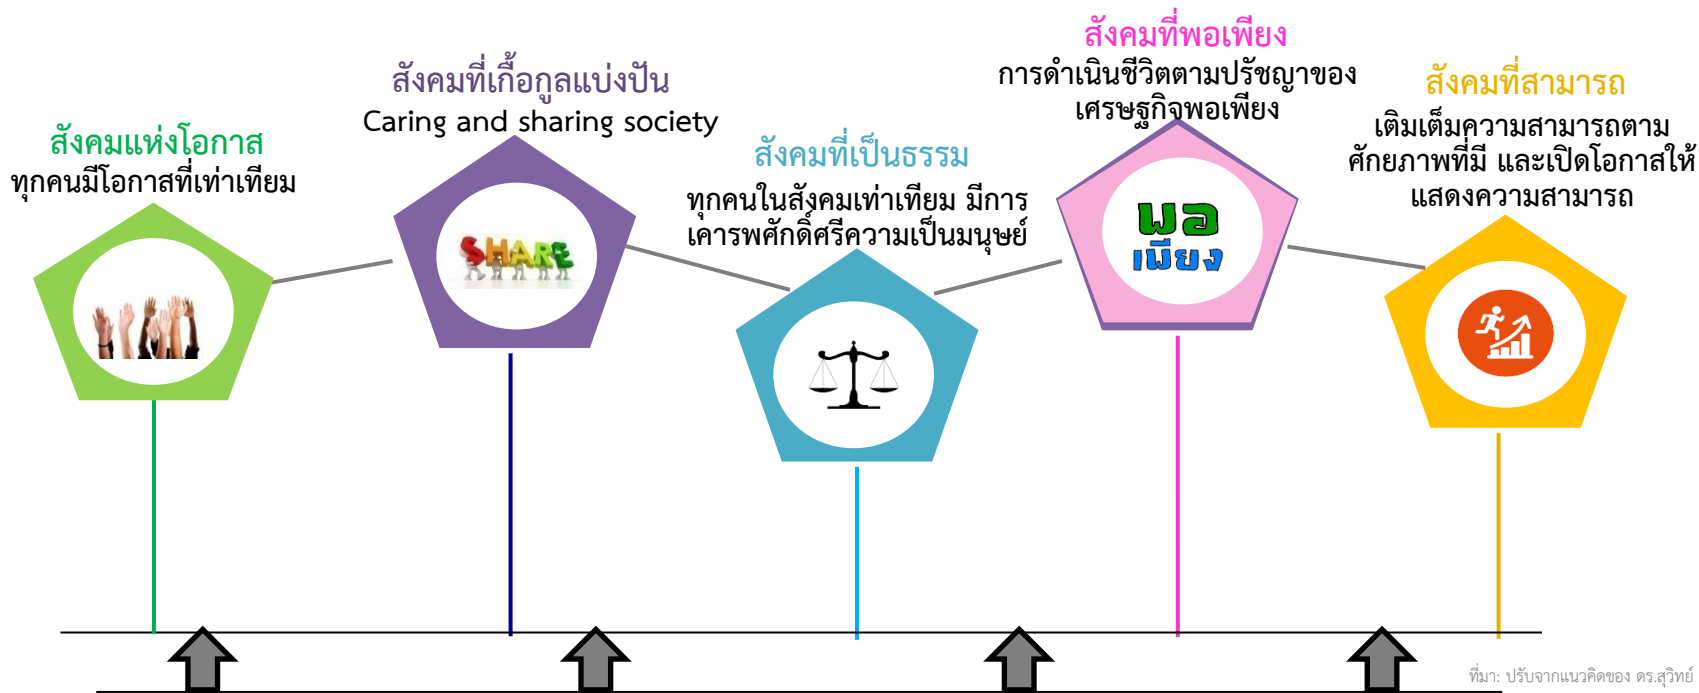 สังคมแห่งโอกาส
ทุกคนมีโอกาสที่เท่าเทียม
สังคมที่เกื้อกูลแบ่งปัน
Caring and sharing society
SHARE
สังคมที่เป็นธรรม
ทุกคนในสังคมเท่าเทียม มีการ
เคารพศักดิ์ศรีความเป็นมนุษย์
สังคมที่พอเพียง
การดำเนินชีวิตตามปรัชญาของ
เศรษฐกิจพอเพียง
พอ
เพียง
สังคมที่สามารถ
เติมเต็มความสามารถตาม
ศักยภาพที่มี และเปิดโอกาสให้
แสดงความสามารถ
ที่มา: ปรับจากแนวคิดของ ดร.สุวิทย์